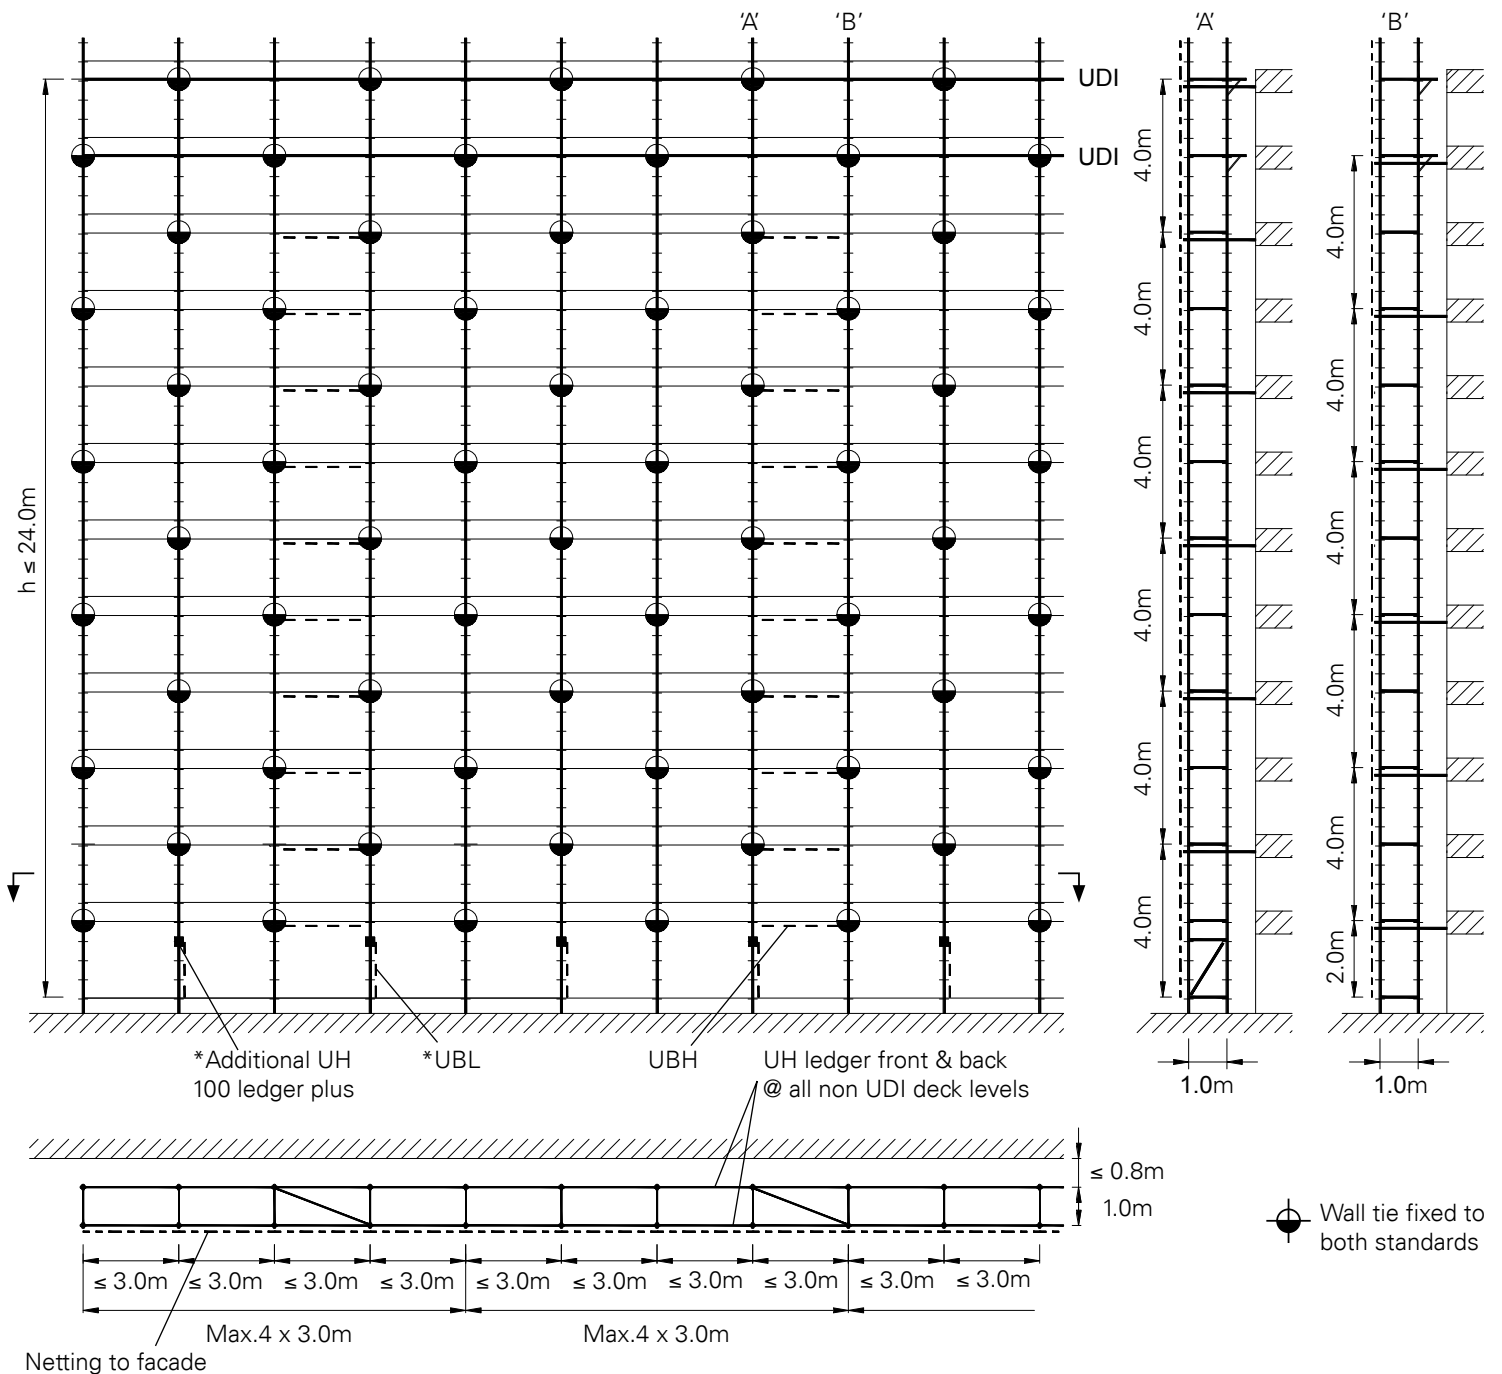 ‘A’
‘B’
‘A’
‘B’
UDI
UDI
h ≤ 24.0m
4.0m
4.0m
4.0m
4.0m
4.0m
4.0m
4.0m
4.0m
4.0m
4.0m
4.0m
2.0m
*Additional UH
100 ledger plus
*UBL
UBH
UH ledger front & back
@ all non UDI deck levels
1.0m
1.0m
≤ 0.8m
1.0m
≤ 3.0m
≤ 3.0m
≤ 3.0m
≤ 3.0m
≤ 3.0m
≤ 3.0m
≤ 3.0m
≤ 3.0m
≤ 3.0m
≤ 3.0m
Max.4 x 3.0m
Max.4 x 3.0m
Netting to facade
Wall tie fixed to
both standards